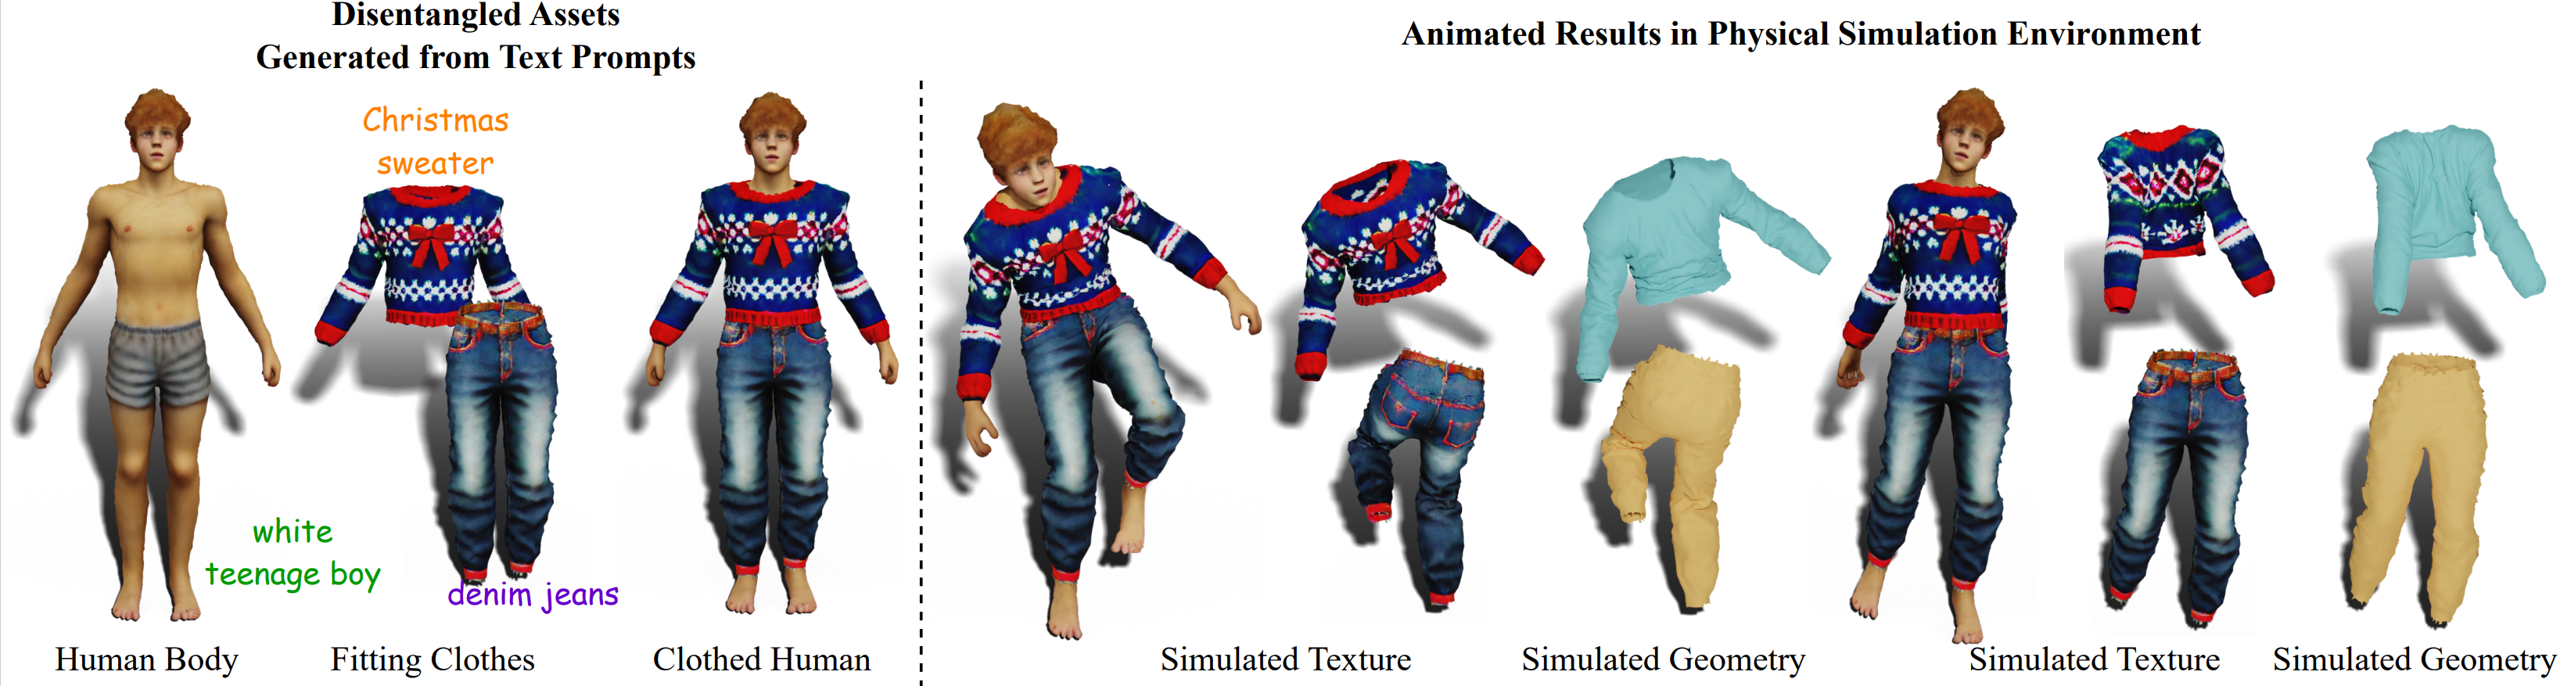 Disentangled Assets
Generated from Text Prompts
Christmas
sweater
white
teenage boy
denim jeans
Human Body
Fitting Clothes
Clothed Human
Animated Results in Physical Simulation Environment
Simulated Texture
Simulated Geometry
Simulated Texture
Simulated Geometry